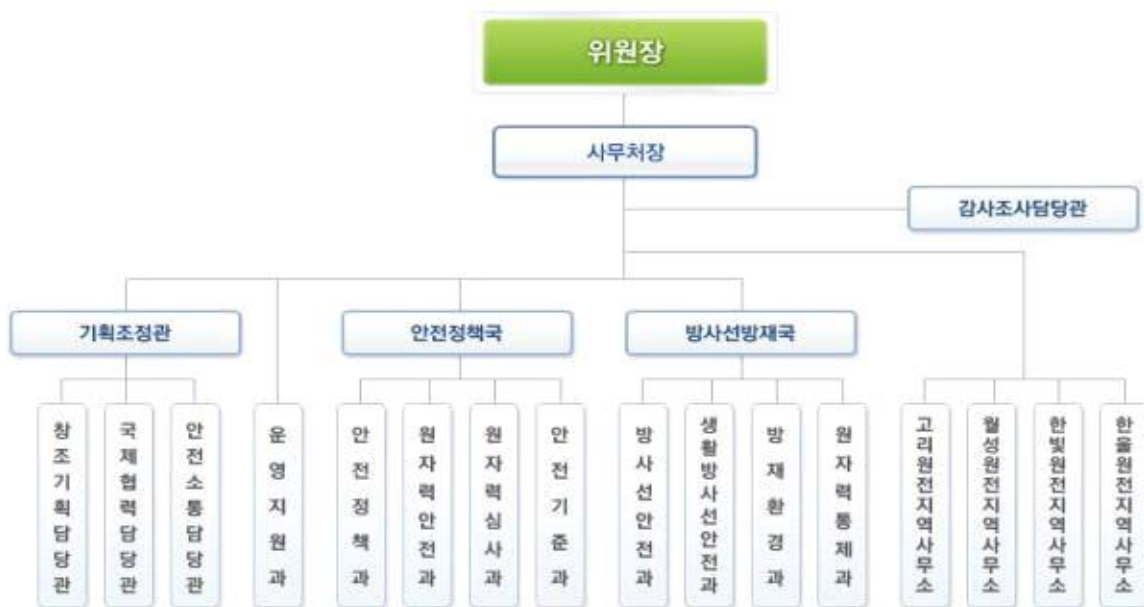 위원장
사무처장
감사조사담당관
기획조정관
안전정책국
방사선방재국
창조기획담당관
국제협력담당관
안전소통담당관
운영지원과
안전정책과
원자력안전과
원자력심사과
안전기준과
방사선안전과
생활방사선안전과
방재환경과
원자력통제과
고리원전지역사무소
월성원전지역사무소
한빛원전지역사무소
한울원전지역사무소